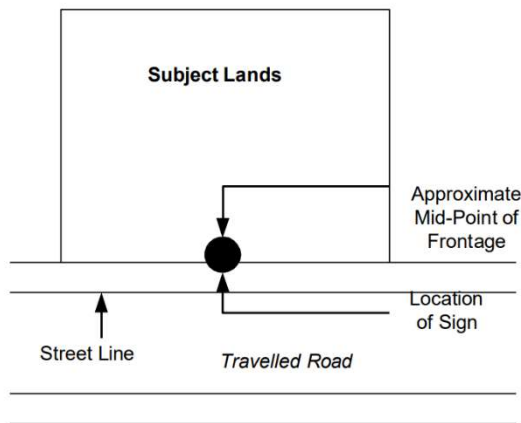 Subject Lands
Approximate
Mid-Point of
Frontage
Location
of Sign
Street Line
Travelled Road